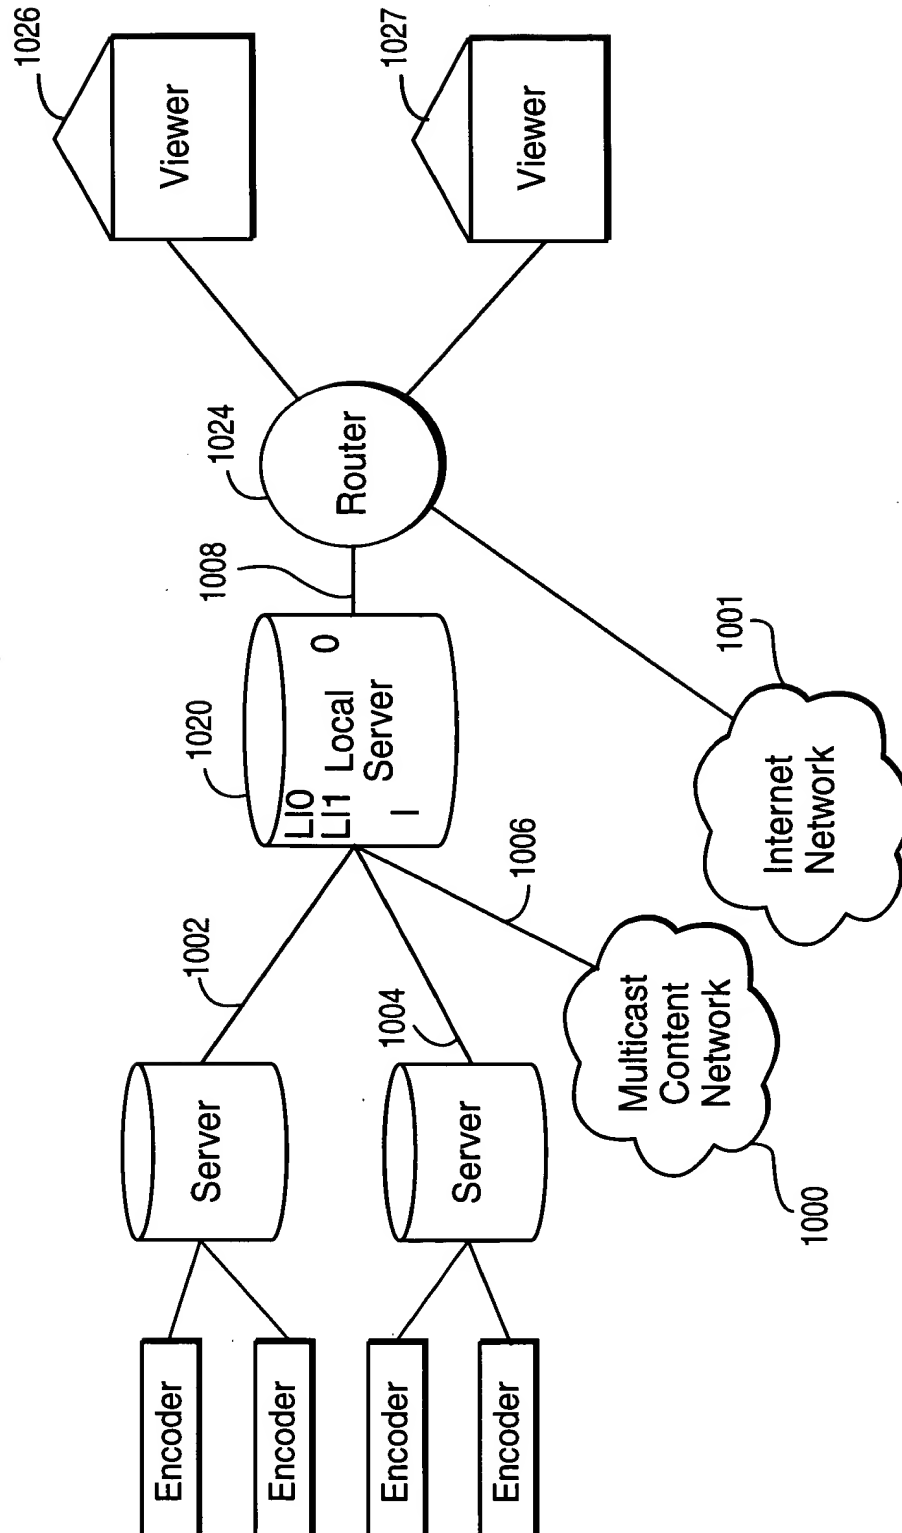 Encoder
Encoder
Encoder
Encoder
Server
Server
1002
1004
1006
1000
Multicast
Content
Network
1020
LI0
LI1
I
Local
Server
O
1008
1001
Internet
Network
1024
Router
1026
Viewer
1027
Viewer